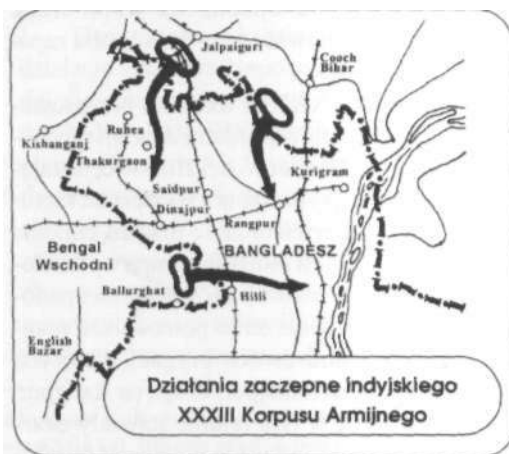 Jalpaiguri
Cooch
Bihar
Ruhea
Kishanganj
Thakurgaon
Saidpur
Kurigram
Dinajpur
Rangpur
Bengal
Wschodni
BANGLADESZ
Ballurghat
Hilli
English
Bazar
Działania zaczepne indyjskiego
XXXIII Korpusu Armijnego